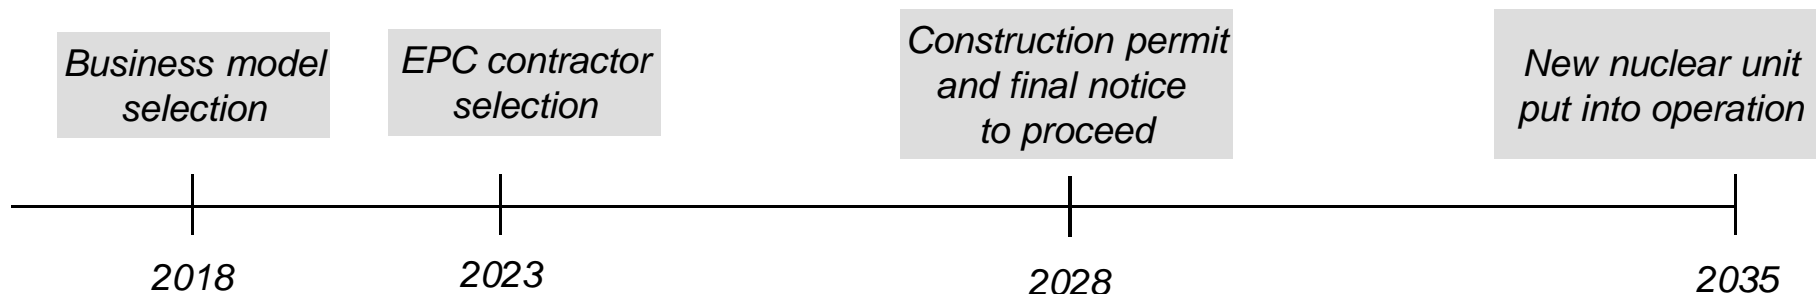 Business model
selection
EPC contractor
selection
Construction permit
and final notice
to proceed
New nuclear unit
put into operation
2018
2023
2028
2035